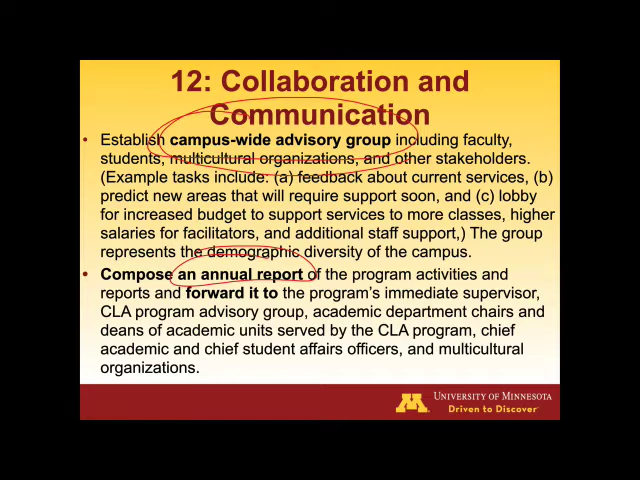 12: Collaboration and
Communication
• Establish campus-wide advisory group including faculty,
students, multicultural organizations, and other stakeholders.
(Example tasks include: (a) feedback about current services, (b)
predict new areas that will require support soon, and (c) lobby
for increased budget to support services to more classes, higher
salaries for facilitators, and additional staff support,) The group
represents the demographic diversity of the campus.
• Compose an annual report of the program activities and
reports and forward it to the program's immediate supervisor,
CLA program advisory group, academic department chairs and
deans of academic units served by the CLA program, chief
academic and chief student affairs officers, and multicultural
organizations.
M
UNIVERSITY OF MINNESOTA
Driven to Discover℠